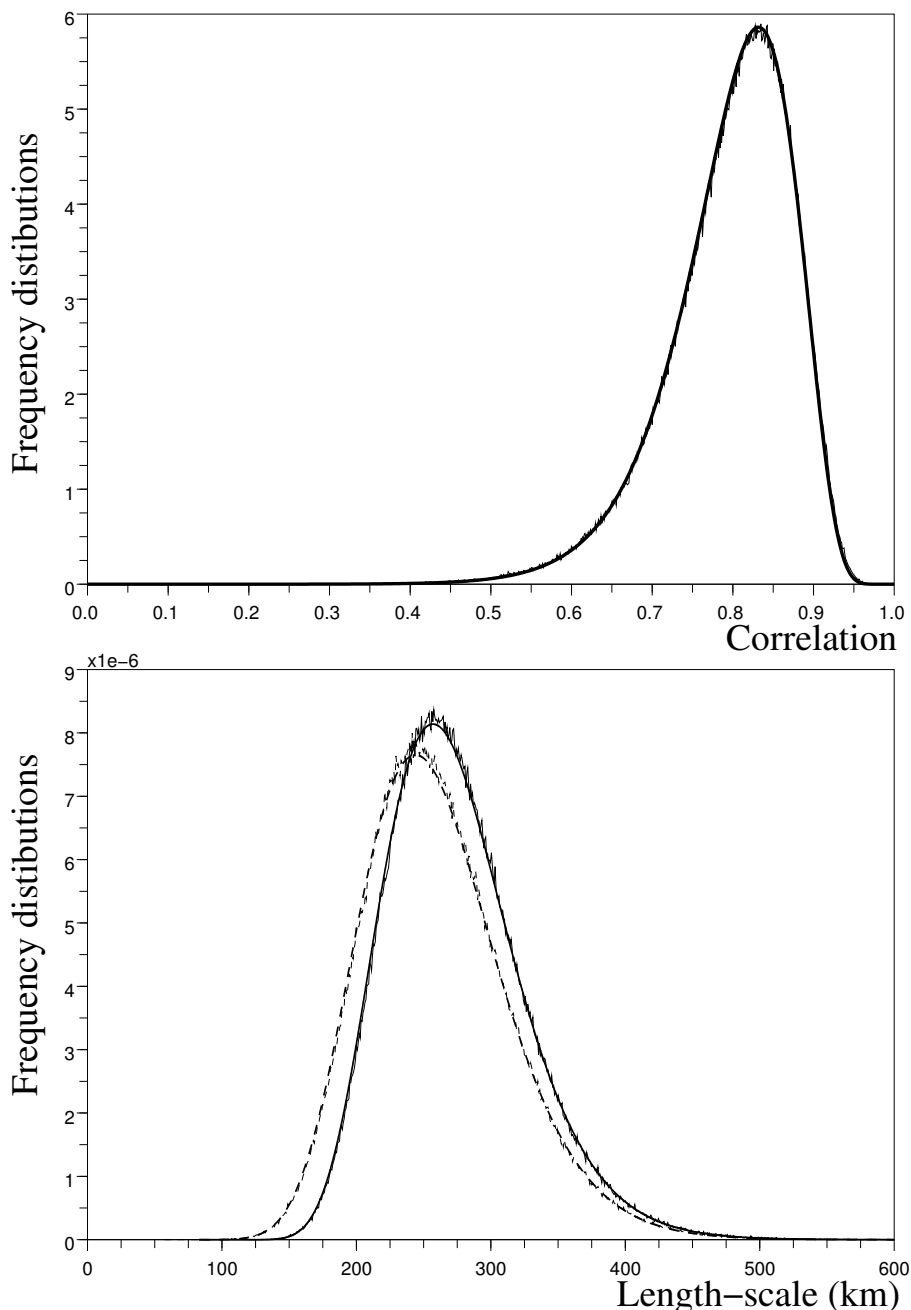 6
5
4
3
2
1
0
Frequency distibutions
0.0 0.1 0.2 0.3 0.4 0.5 0.6 0.7 0.8 0.9 1.0
Correlation
x1e−6
9
8
7
6
5
4
3
2
1
0
Frequency distibutions
0 100 200 300 400 500 600
Length−scale (km)